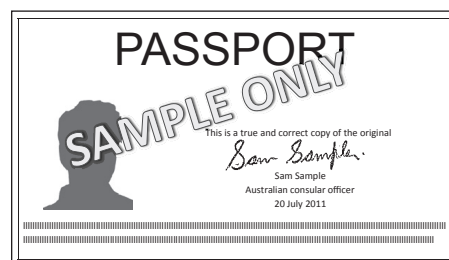 PASSPORT
SAMPLE ONLY
This is a true and correct copy of the original
Sam Sample.
Sam Sample
Australian consular officer
20 July 2011